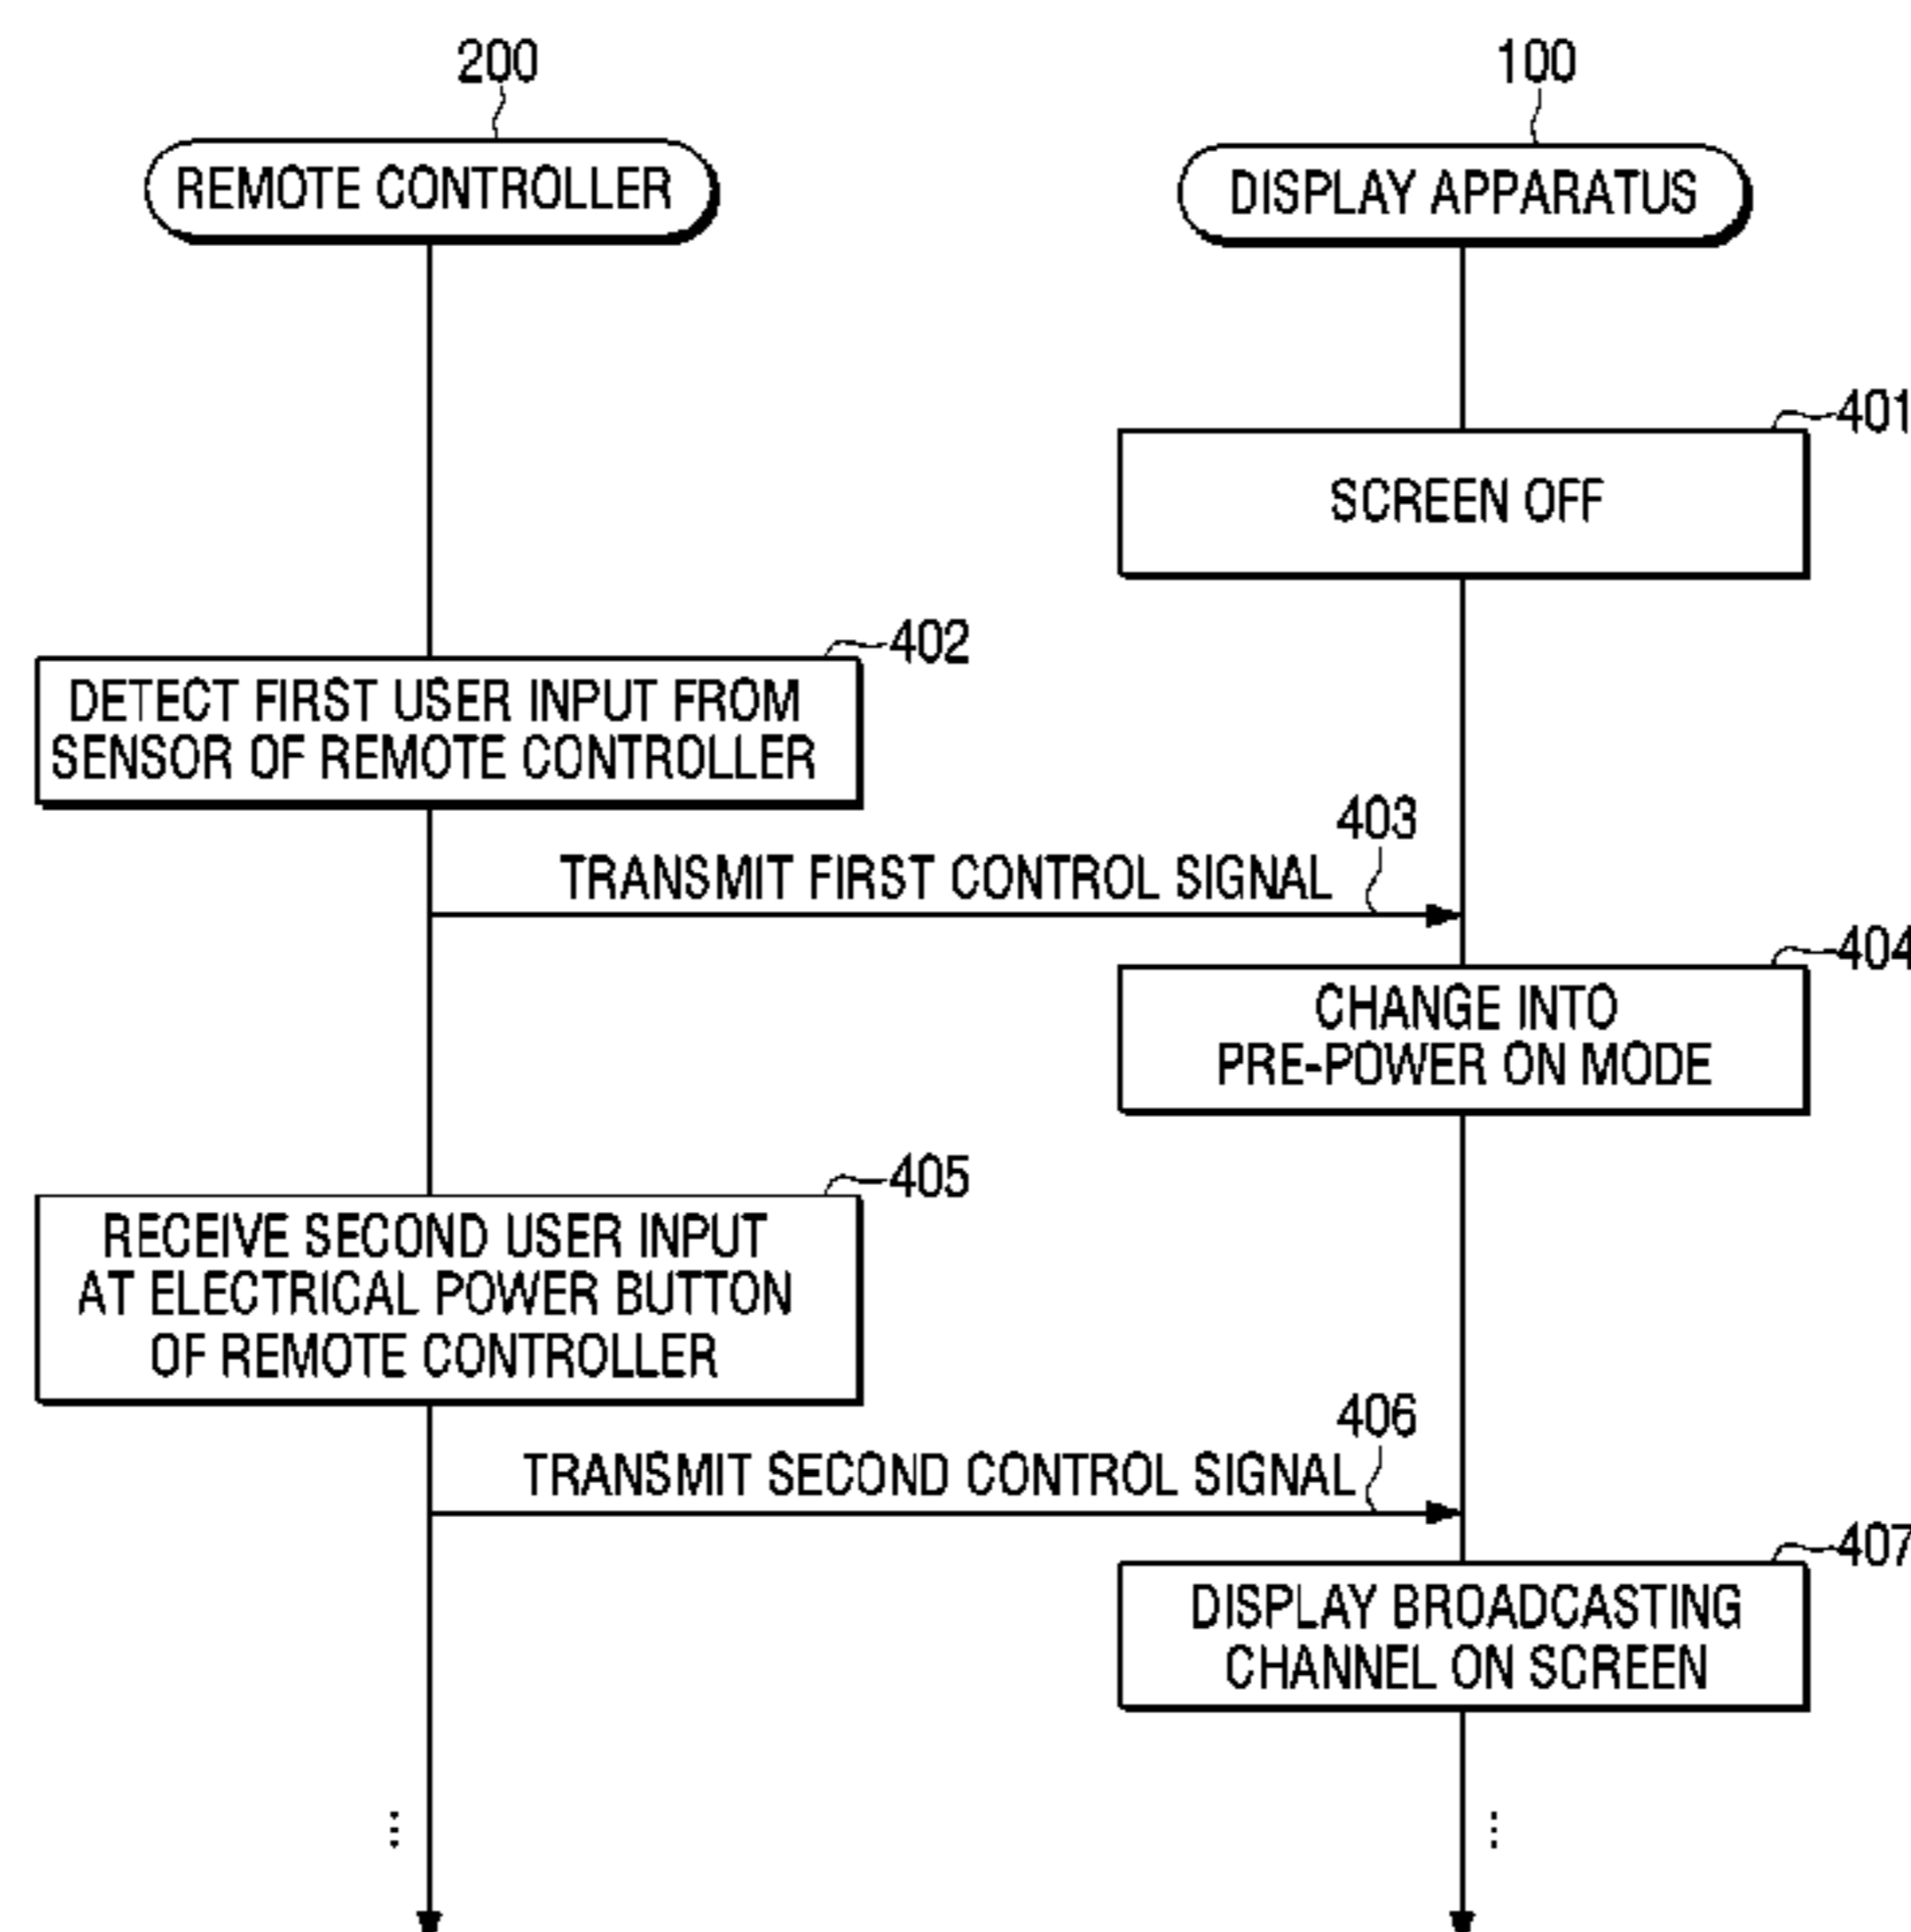 200
100
REMOTE CONTROLLER
DISPLAY APPARATUS
401
SCREEN OFF
402
DETECT FIRST USER INPUT FROM
SENSOR OF REMOTE CONTROLLER
403
TRANSMIT FIRST CONTROL SIGNAL
404
CHANGE INTO
PRE-POWER ON MODE
405
RECEIVE SECOND USER INPUT
AT ELECTRICAL POWER BUTTON
OF REMOTE CONTROLLER
406
TRANSMIT SECOND CONTROL SIGNAL
407
DISPLAY BROADCASTING
CHANNEL ON SCREEN